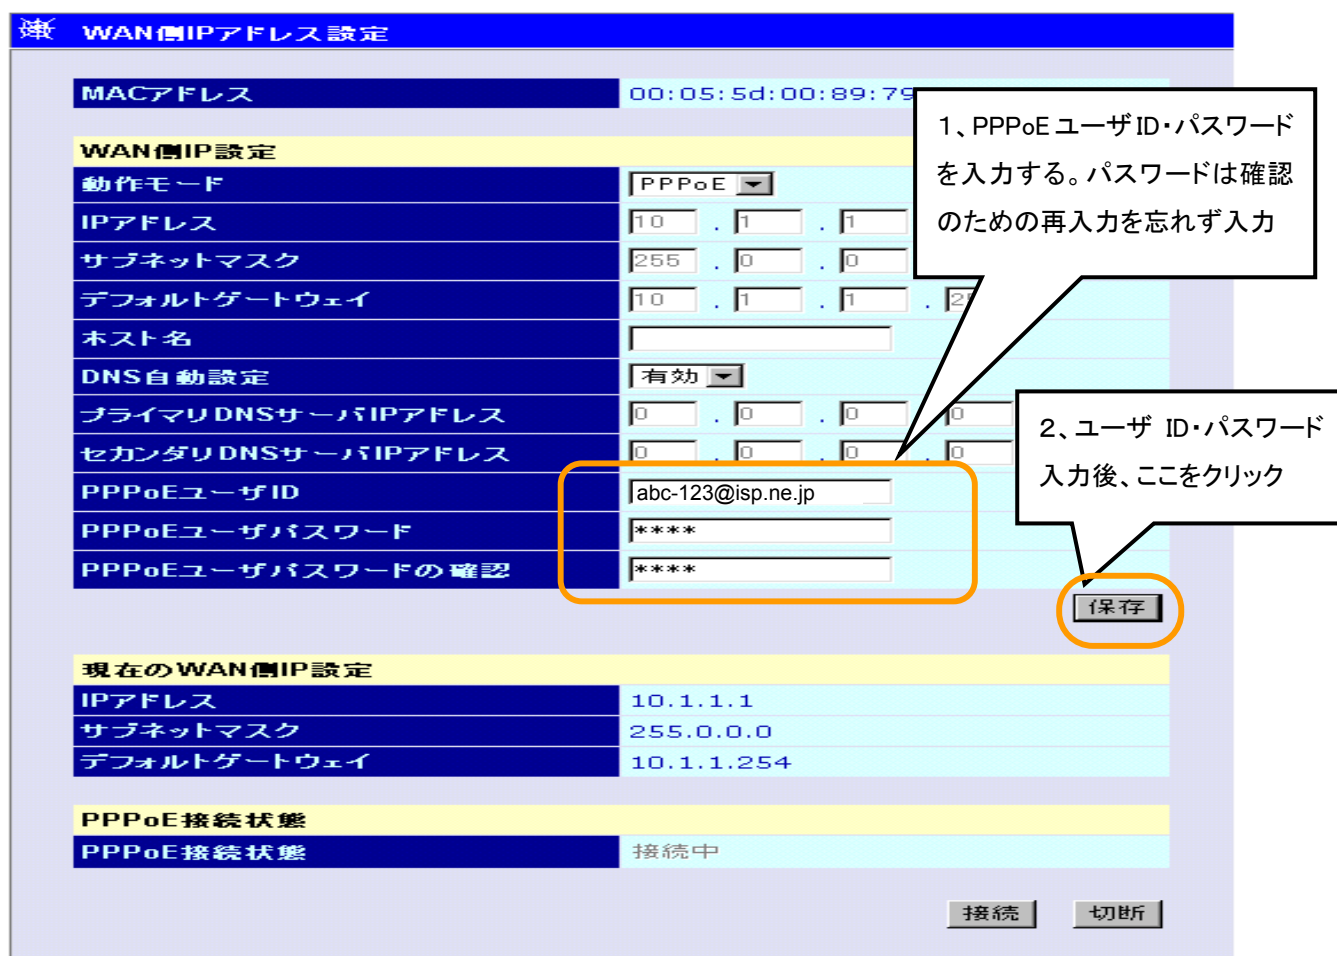 WAN側IPアドレス設定
MACアドレス 00:05:5d:00:89:79
WAN側IP設定
動作モード PPPoE
IPアドレス 10 . 1 . 1
サブネットマスク 255 . 0 . 0
デフォルトゲートウェイ 10 . 1 . 1 .
ホスト名
DNS自動設定 有効
プライマリDNSサーバIPアドレス 0 . 0 . 0 0
セカンダリDNSサーバIPアドレス 0 . 0 . 0 . 0
PPPoEユーザID abc-123@isp.ne.jp
PPPoEユーザパスワード ****
PPPoEユーザパスワードの確認 ****
保存
1、PPPoEユーザID・パスワード
を入力する。パスワードは確認
のための再入力を忘れず入力
2、ユーザ ID・パスワード
入力後、ここをクリック
現在のWAN側IP設定
IPアドレス 10.1.1.1
サブネットマスク 255.0.0.0
デフォルトゲートウェイ 10.1.1.254
PPPoE接続状態
PPPoE接続状態 接続中
接続 切断